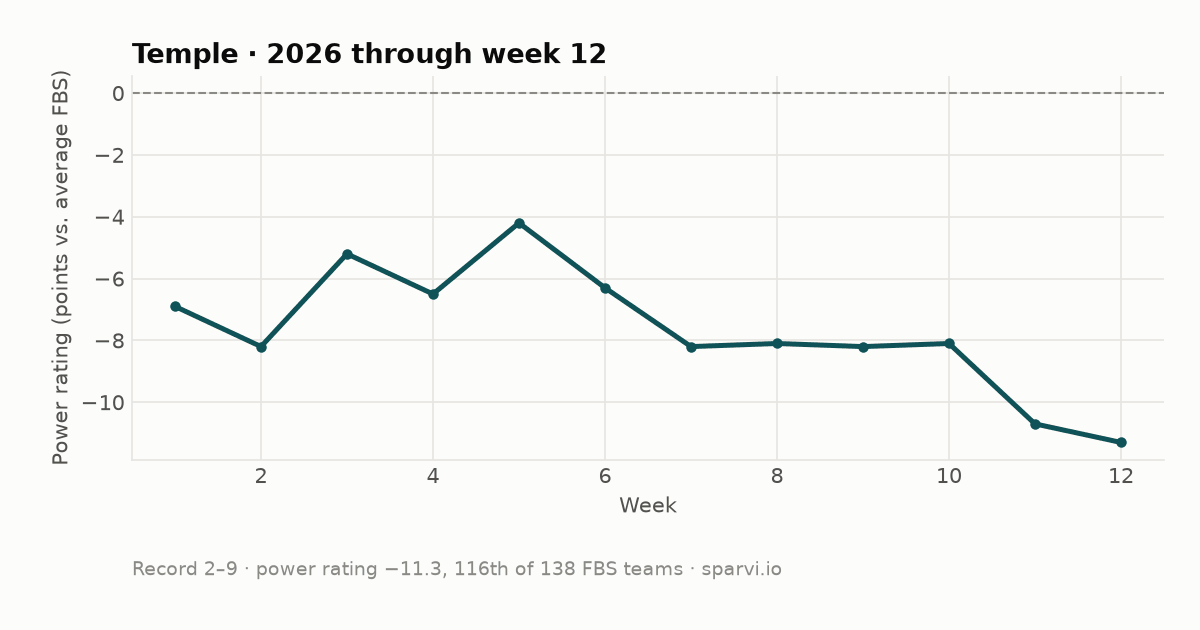 Temple · 2026 through week 12
Power rating (points vs. average FBS)
0
−2
−4
−6
−8
−10
2 4 6 8 10 12
Week
Record 2–9 · power rating −11.3, 116th of 138 FBS teams · sparvi.io